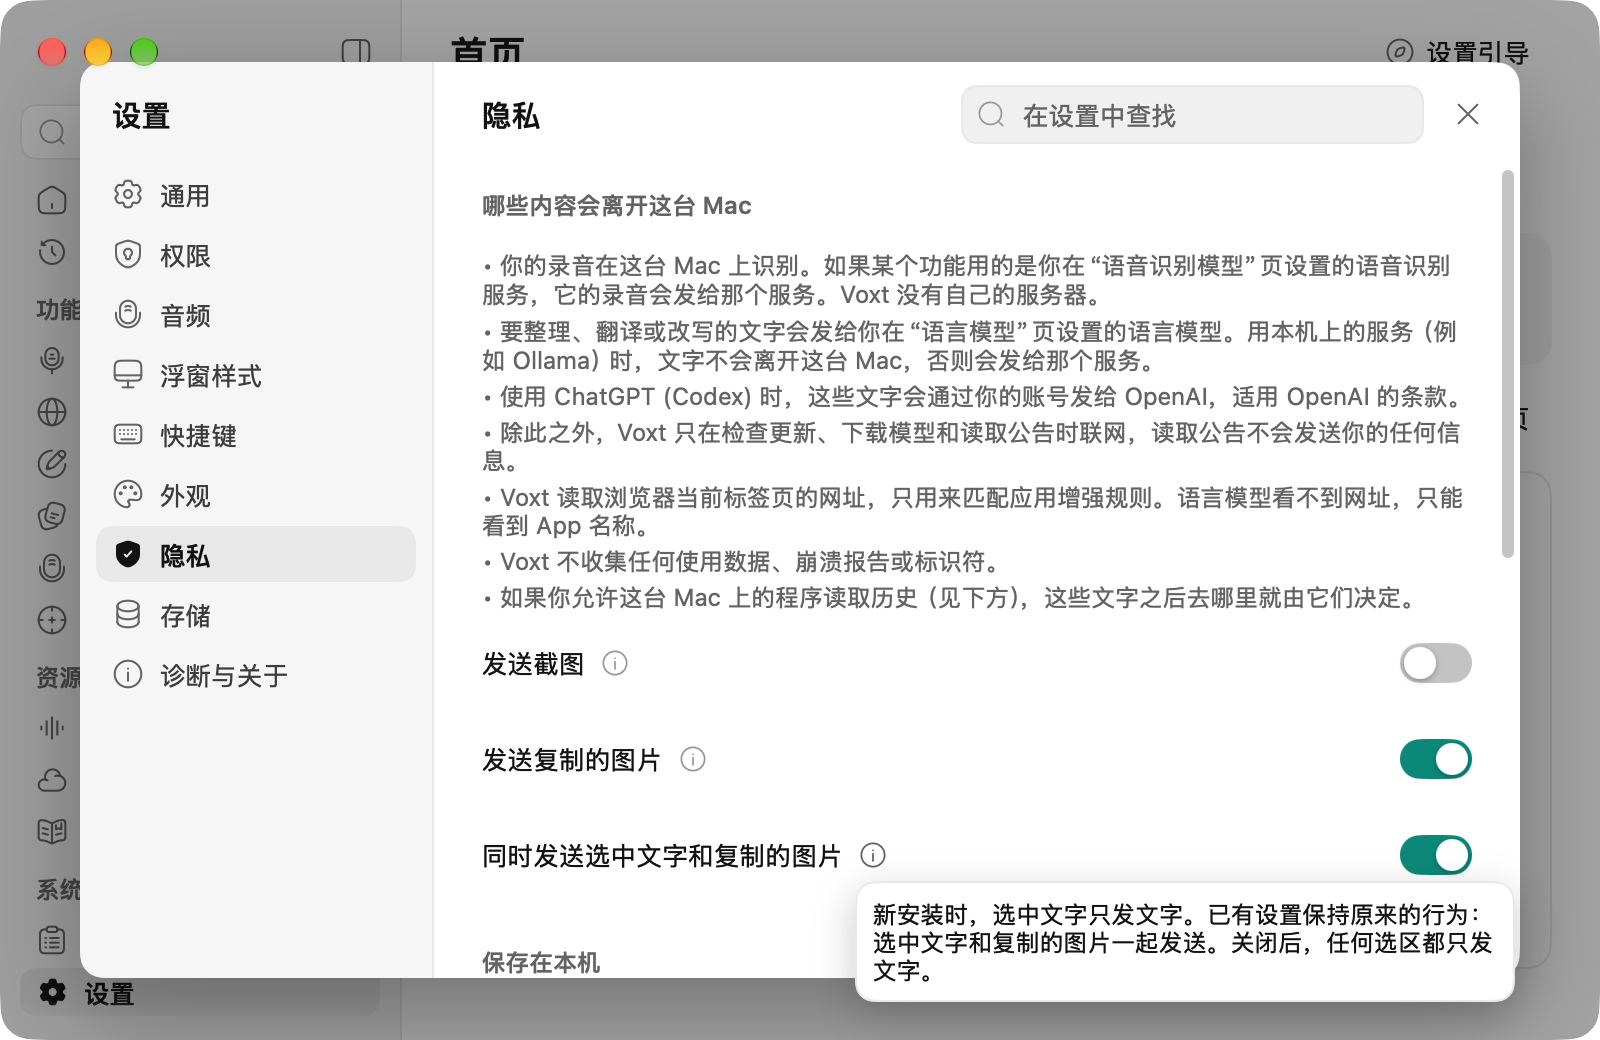 首页
设置引导
功能
资源
系统
设置
设置
通用
权限
音频
浮窗样式
快捷键
外观
隐私
存储
诊断与关于
隐私
在设置中查找
哪些内容会离开这台 Mac
• 你的录音在这台 Mac 上识别。如果某个功能用的是你在 “语音识别模型” 页设置的语音识别
服务，它的录音会发给那个服务。Voxt 没有自己的服务器。
• 要整理、翻译或改写的文字会发给你在 “语言模型” 页设置的语言模型。用本机上的服务（例
如 Ollama）时，文字不会离开这台 Mac，否则会发给那个服务。
• 使用 ChatGPT (Codex) 时，这些文字会通过你的账号发给 OpenAI，适用 OpenAI 的条款。
• 除此之外，Voxt 只在检查更新、下载模型和读取公告时联网，读取公告不会发送你的任何信
息。
• Voxt 读取浏览器当前标签页的网址，只用来匹配应用增强规则。语言模型看不到网址，只能
看到 App 名称。
• Voxt 不收集任何使用数据、崩溃报告或标识符。
• 如果你允许这台 Mac 上的程序读取历史（见下方），这些文字之后去哪里就由它们决定。
发送截图
发送复制的图片
同时发送选中文字和复制的图片
新安装时，选中文字只发文字。已有设置保持原来的行为：
选中文字和复制的图片一起发送。关闭后，任何选区都只发
文字。
保存在本机